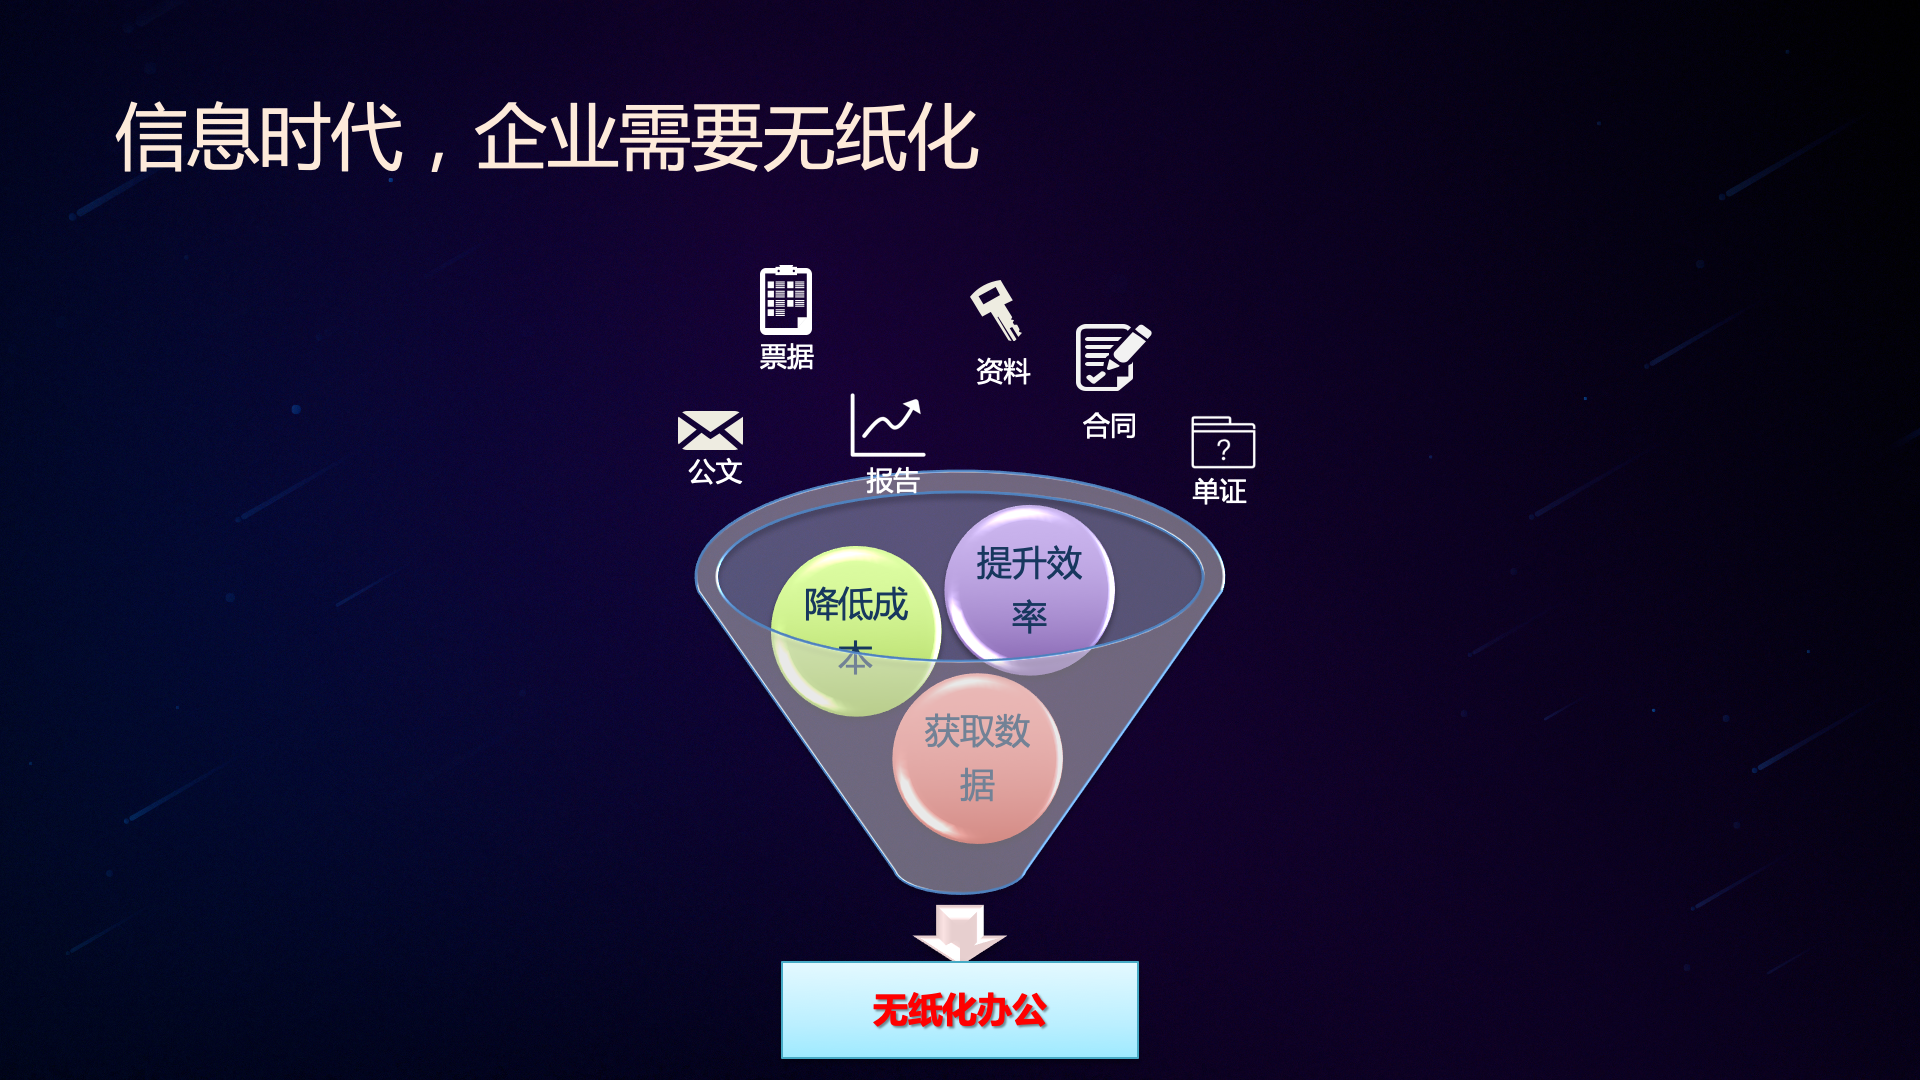 信息时代，企业需要无纸化
票据
资料
合同
公文
报告
单证
?
提升效
率
降低成
本
获取数
据
无纸化办公